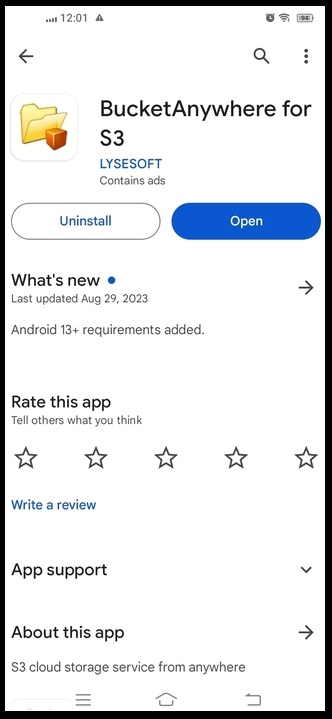 12:01
94
BucketAnywhere for
S3
LYSESOFT
Contains ads
Uninstall
Open
What's new
Last updated Aug 29, 2023
Android 13+ requirements added.
Rate this app
Tell others what you think
Write a review
App support
About this app
S3 cloud storage service from anywhere